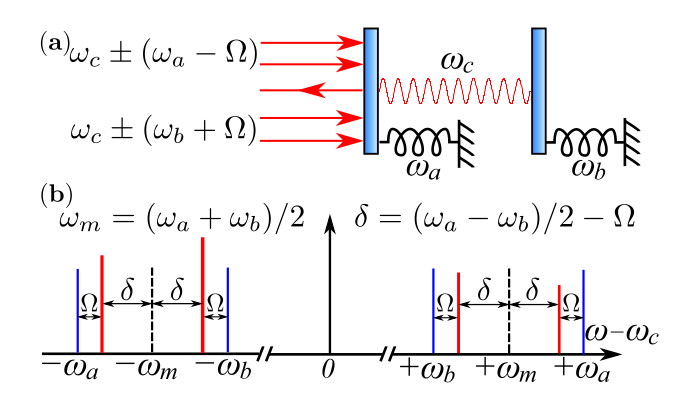 (a) ω_c ± (ω_a − Ω)
ω_c
ω_c ± (ω_b + Ω)
ω_a
ω_b
(b)
ω_m = (ω_a + ω_b)/2
δ = (ω_a − ω_b)/2 − Ω
Ω δ δ Ω
Ω δ δ Ω
ω–ω_c
−ω_a −ω_m −ω_b 0 +ω_b +ω_m +ω_a